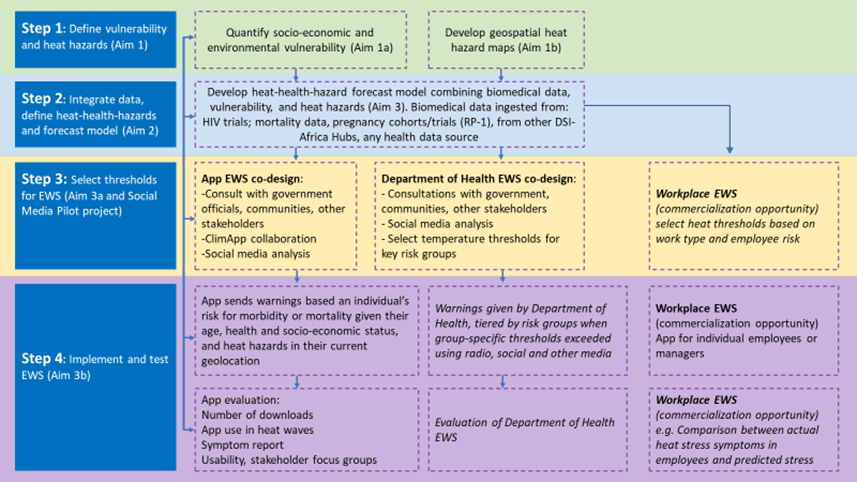 Step 1: Define vulnerability
and heat hazards (Aim 1)
Quantify socio-economic and
environmental vulnerability (Aim 1a)
Develop geospatial heat
hazard maps (Aim 1b)
Step 2: Integrate data,
define heat-health-hazards
and forecast model (Aim 2)
Develop heat-health-hazard forecast model combining biomedical data,
vulnerability, and heat hazards (Aim 3). Biomedical data ingested from:
HIV trials; mortality data, pregnancy cohorts/trials (RP-1), from other DSI-
Africa Hubs, any health data source
Step 3: Select thresholds
for EWS (Aim 3a and Social
Media Pilot project)
App EWS co-design:
-Consult with government
officials, communities, other
stakeholders
-ClimApp collaboration
-Social media analysis
Department of Health EWS co-design:
- Consultations with government,
communities, other stakeholders
- Social media analysis
- Select temperature thresholds for
key risk groups
Workplace EWS
(commercialization opportunity)
select heat thresholds based on
work type and employee risk
Step 4: Implement and test
EWS (Aim 3b)
App sends warnings based an individual's
risk for morbidity or mortality given their
age, health and socio-economic status,
and heat hazards in their current
geolocation
Warnings given by Department of
Health, tiered by risk groups when
group-specific thresholds exceeded
using radio, social and other media
Workplace EWS
(commercialization opportunity)
App for individual employees or
managers
App evaluation:
Number of downloads
App use in heat waves
Symptom report
Usability, stakeholder focus groups
Evaluation of Department of Health
EWS
Workplace EWS
(commercialization opportunity)
e.g. Comparison between actual
heat stress symptoms in
employees and predicted stress